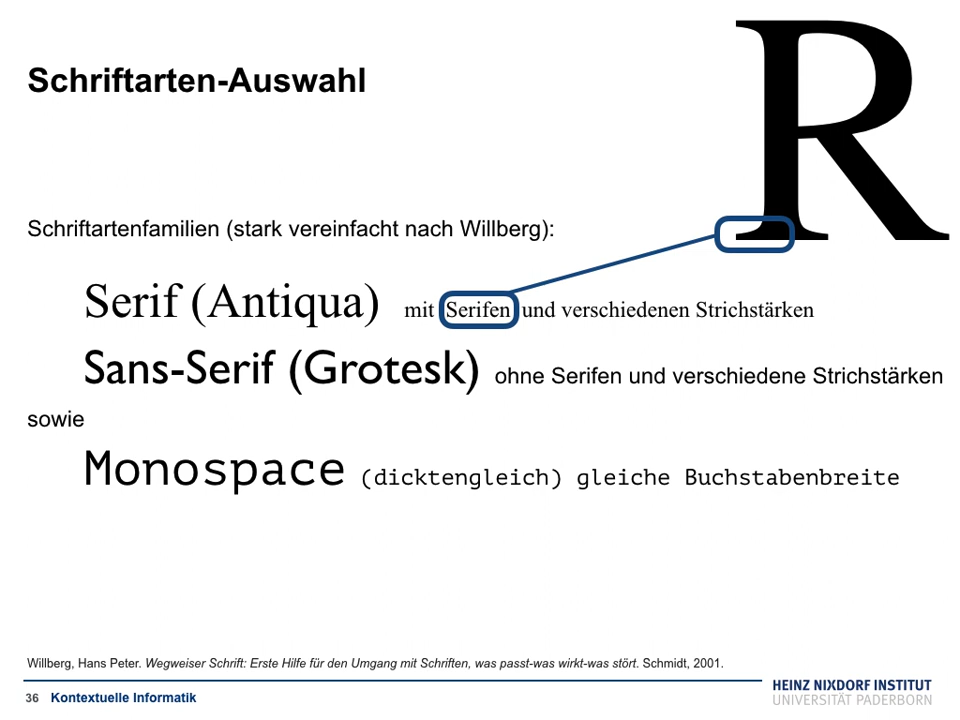 R
Schriftarten-Auswahl
Schriftartenfamilien (stark vereinfacht nach Willberg):
Serif (Antiqua) mit Serifen und verschiedenen Strichstärken
Sans-Serif (Grotesk) ohne Serifen und verschiedene Strichstärken
sowie
Monospace (dicktengleich) gleiche Buchstabenbreite
Willberg, Hans Peter. Wegweiser Schrift: Erste Hilfe für den Umgang mit Schriften, was passt-was wirkt-was stört. Schmidt, 2001.
36 Kontextuelle Informatik
HEINZ NIXDORF INSTITUT
UNIVERSITÄT PADERBORN